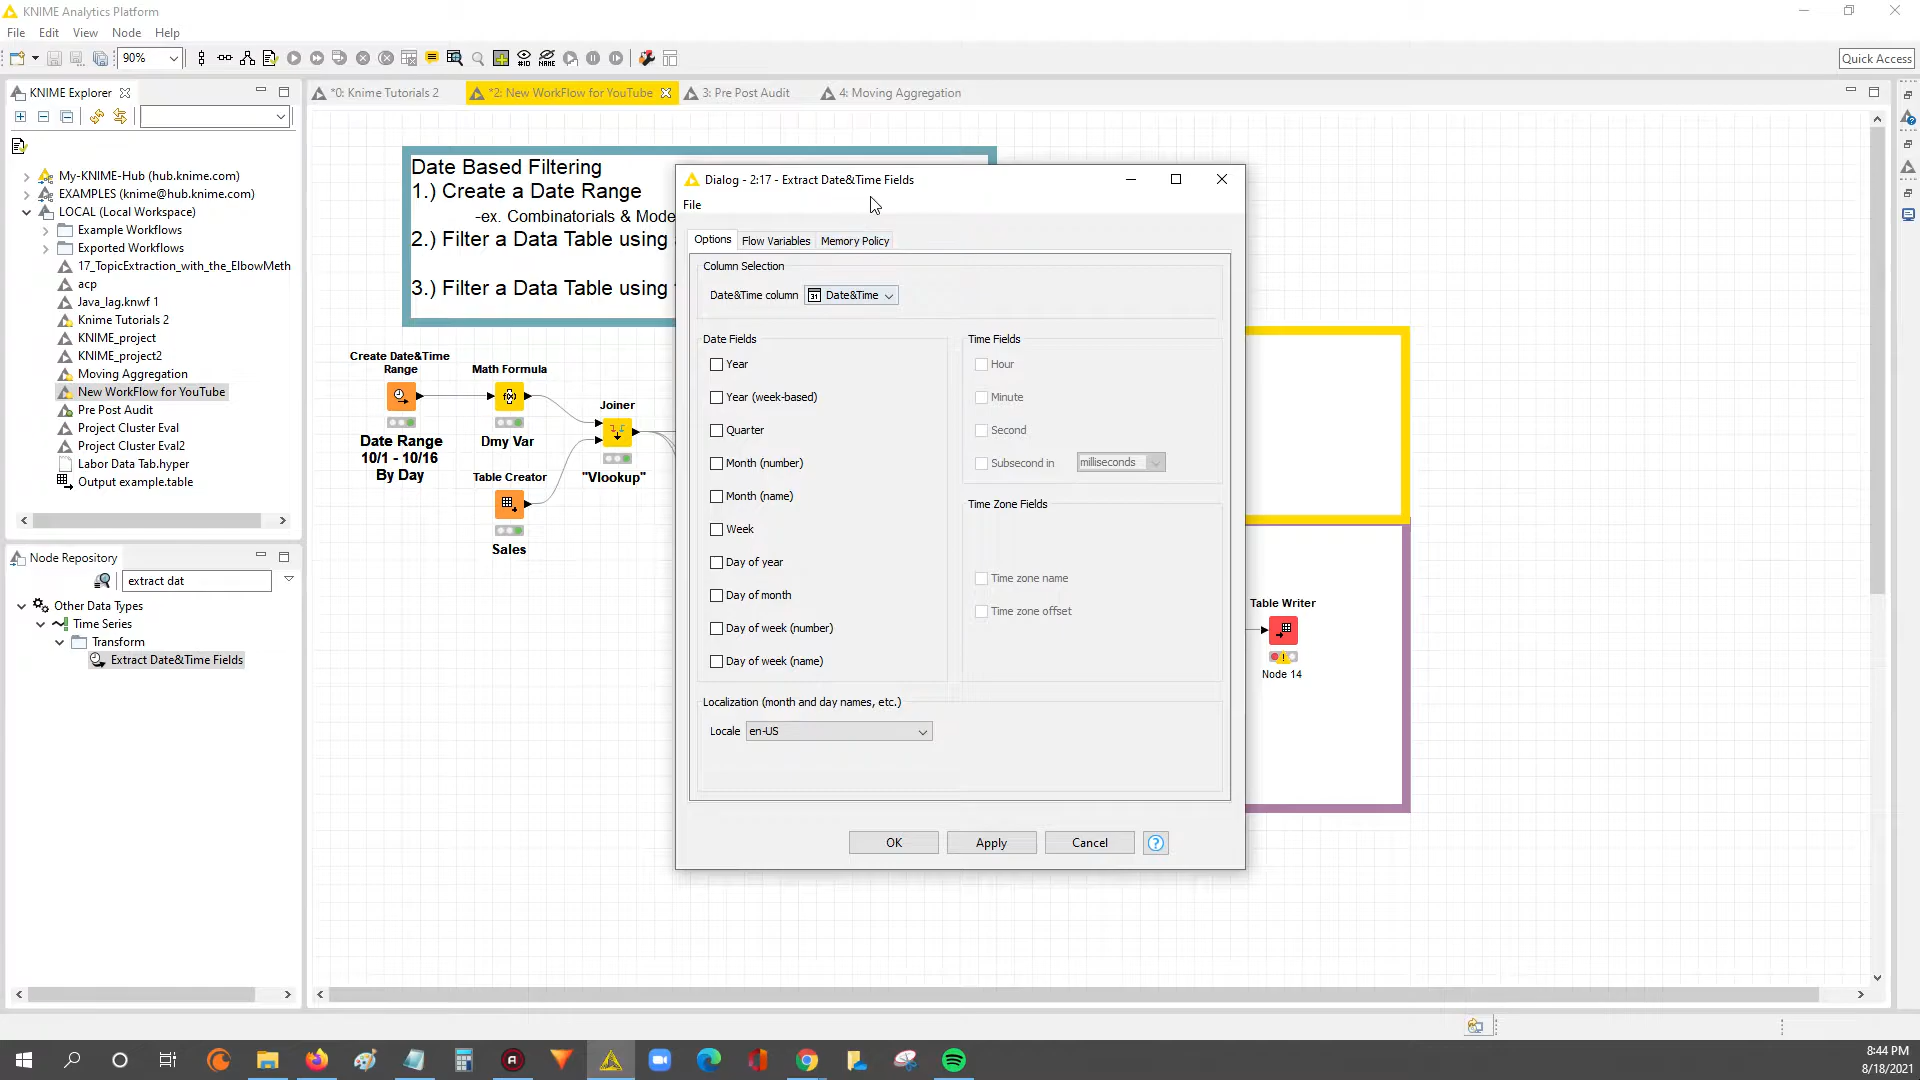 KNIME Analytics Platform
File Edit View Node Help
90%
#ID NAME
Quick Access
KNIME Explorer
*0: Knime Tutorials 2
*2: New WorkFlow for YouTube
3: Pre Post Audit
4: Moving Aggregation
My-KNIME-Hub (hub.knime.com)
EXAMPLES (knime@hub.knime.com)
LOCAL (Local Workspace)
Example Workflows
Exported Workflows
17_TopicExtraction_with_the_ElbowMeth
acp
Java_lag.knwf 1
Knime Tutorials 2
KNIME_project
KNIME_project2
Moving Aggregation
New WorkFlow for YouTube
Pre Post Audit
Project Cluster Eval
Project Cluster Eval2
Labor Data Tab.hyper
Output example.table
Node Repository
extract dat
Other Data Types
Time Series
Transform
Extract Date&Time Fields
Date Based Filtering
1.) Create a Date Range
-ex. Combinatorials & Mode
2.) Filter a Data Table using
3.) Filter a Data Table using
Create Date&Time
Range
Date Range
10/1 - 10/16
By Day
Math Formula
f(x)
Dmy Var
Joiner
"Vlookup"
Table Creator
Sales
Dialog - 2:17 - Extract Date&Time Fields
File
Options Flow Variables Memory Policy
Column Selection
Date&Time column
31 Date&Time
Date Fields
Year
Year (week-based)
Quarter
Month (number)
Month (name)
Week
Day of year
Day of month
Day of week (number)
Day of week (name)
Time Fields
Hour
Minute
Second
Subsecond in milliseconds
Time Zone Fields
Time zone name
Time zone offset
Localization (month and day names, etc.)
Locale en-US
OK Apply Cancel ?
Table Writer
Node 14
8:44 PM
8/18/2021